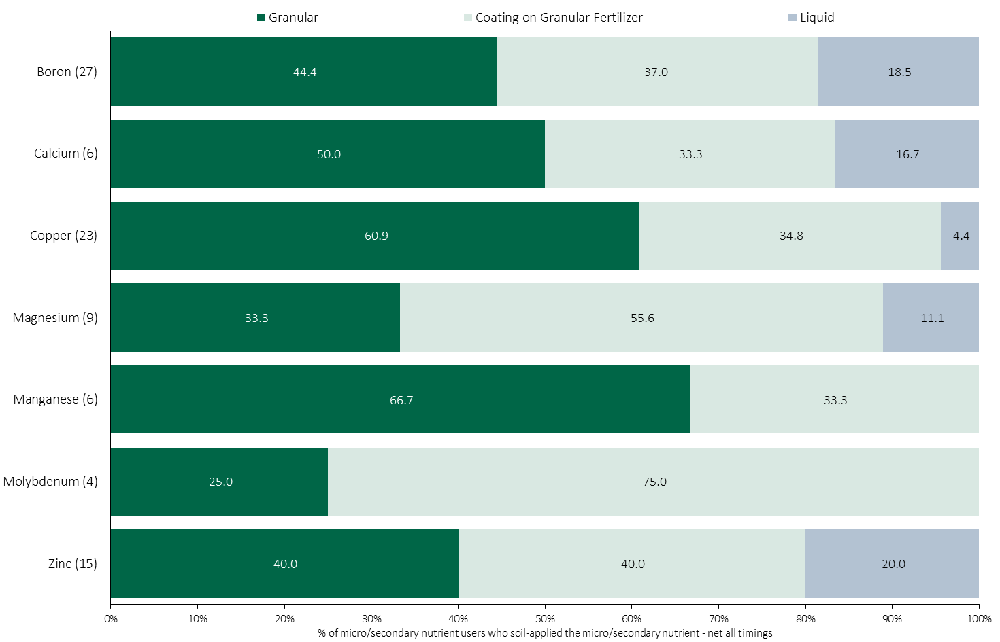 Granular Coating on Granular Fertilizer Liquid
Boron (27) 44.4 37.0 18.5
Calcium (6) 50.0 33.3 16.7
Copper (23) 60.9 34.8 4.4
Magnesium (9) 33.3 55.6 11.1
Manganese (6) 66.7 33.3
Molybdenum (4) 25.0 75.0
Zinc (15) 40.0 40.0 20.0
0% 10% 20% 30% 40% 50% 60% 70% 80% 90% 100%
% of micro/secondary nutrient users who soil-applied the micro/secondary nutrient - net all timings